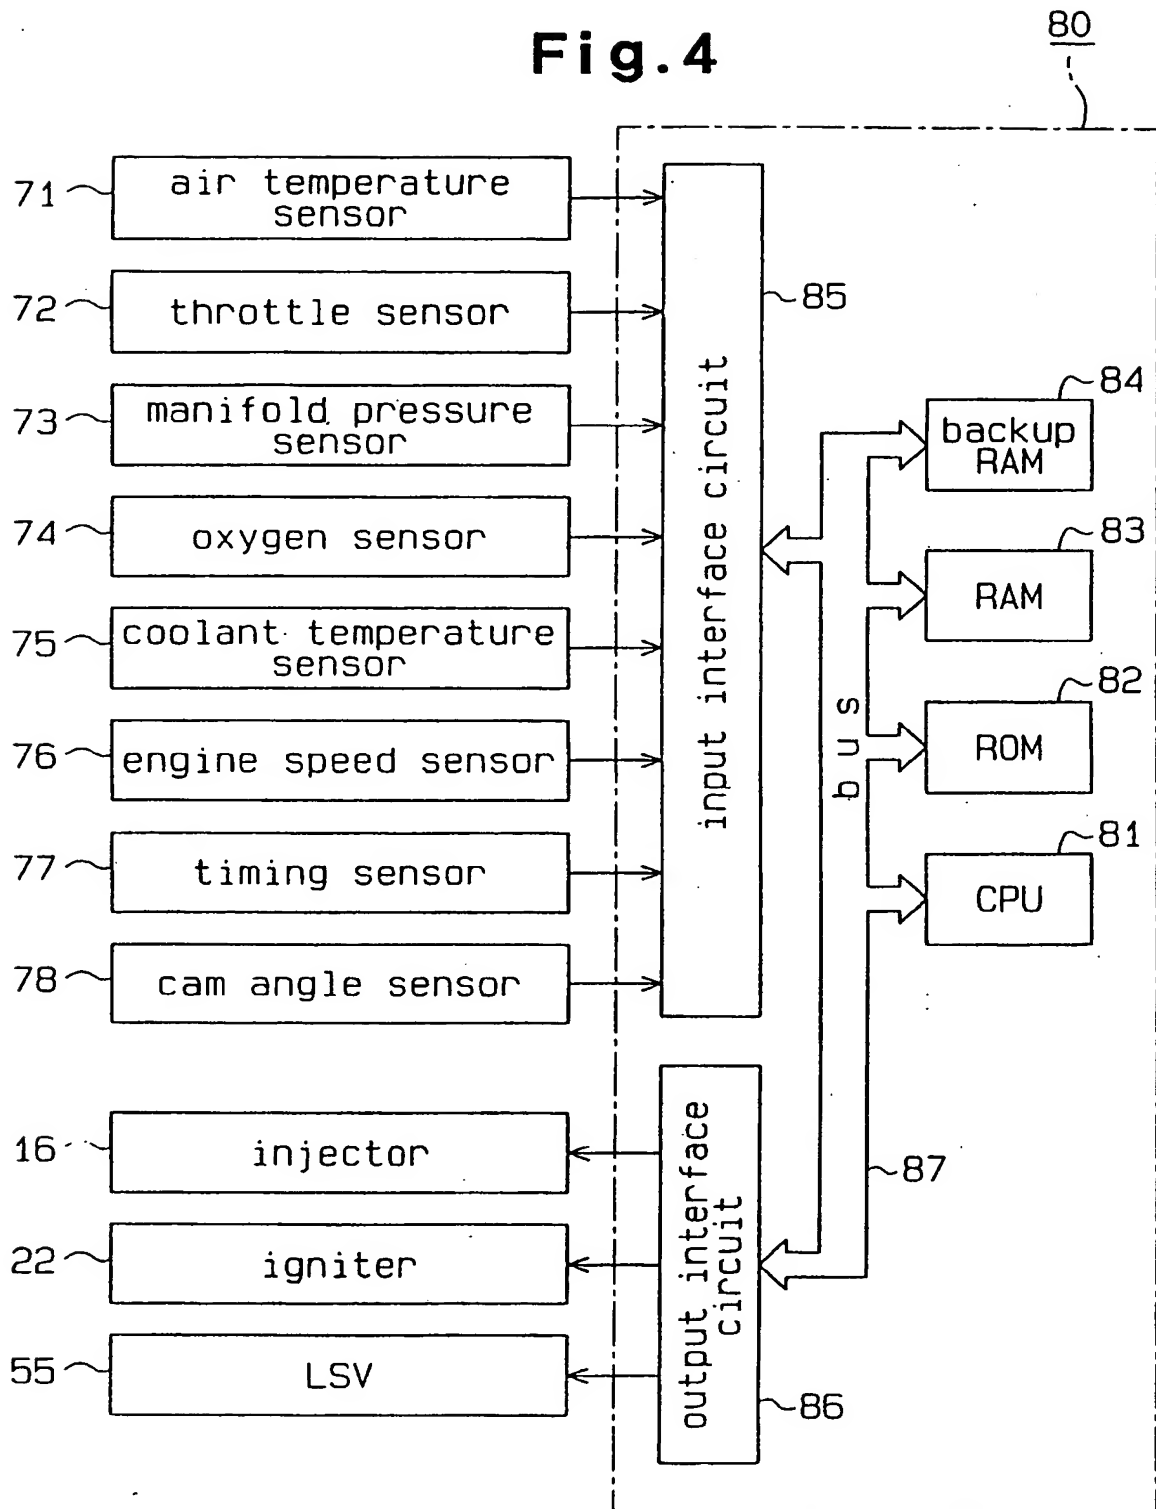 Fig.4
80
71
air temperature
sensor
72
throttle sensor
73
manifold pressure
sensor
74
oxygen sensor
75
coolant temperature
sensor
76
engine speed sensor
77
timing sensor
78
cam angle sensor
input interface circuit
85
84
backup
RAM
83
RAM
82
ROM
81
CPU
bus
87
16
injector
22
igniter
55
LSV
output interface
circuit
86